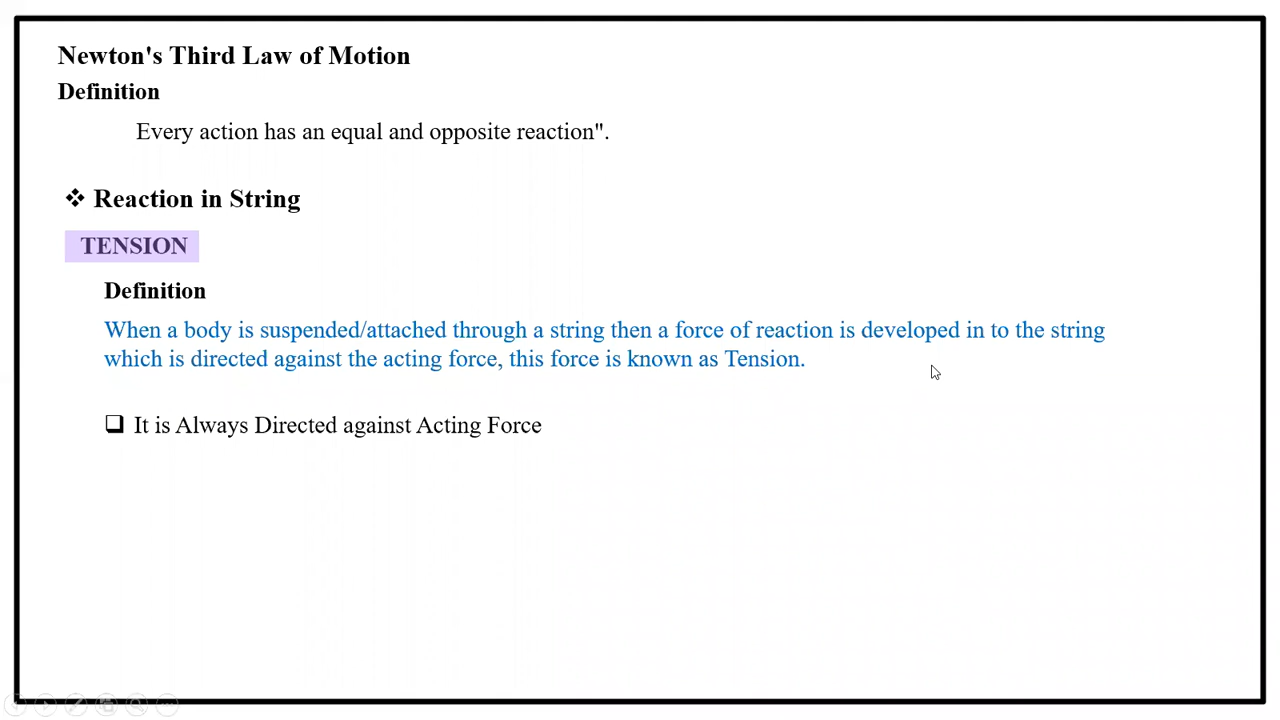 Newton's Third Law of Motion
Definition
Every action has an equal and opposite reaction".
❖ Reaction in String
TENSION
Definition
When a body is suspended/attached through a string then a force of reaction is developed in to the string
which is directed against the acting force, this force is known as Tension.
❑ It is Always Directed against Acting Force